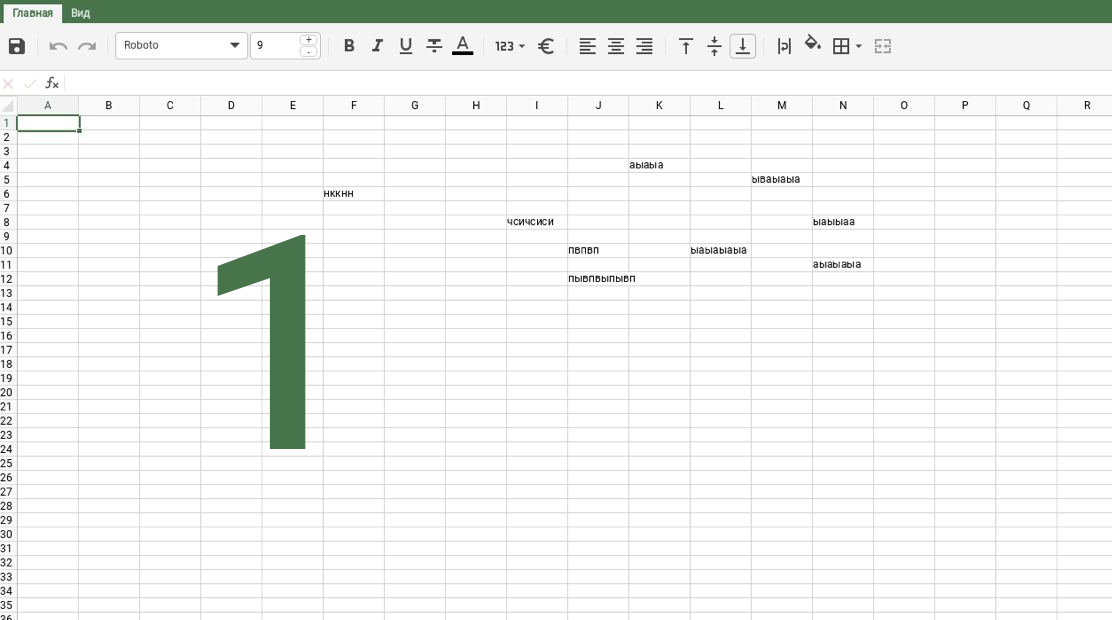 Главная Вид
Roboto 9 + - B I U A 123 €
fx
A B C D E F G H I J K L M N O P Q R
1
2
3
4 аыаыа
5 ываыаыа
6 нккнн
7
8 чсичсиси ыаыыаа
9
10 пвпвп ыаыаыаыа
11 аыаыаыа
12 пывпвыпывп
13
14
15
16
17
18
19
20
21
22
23
24
25
26
27
28
29
30
31
32
33
34
35
36
1